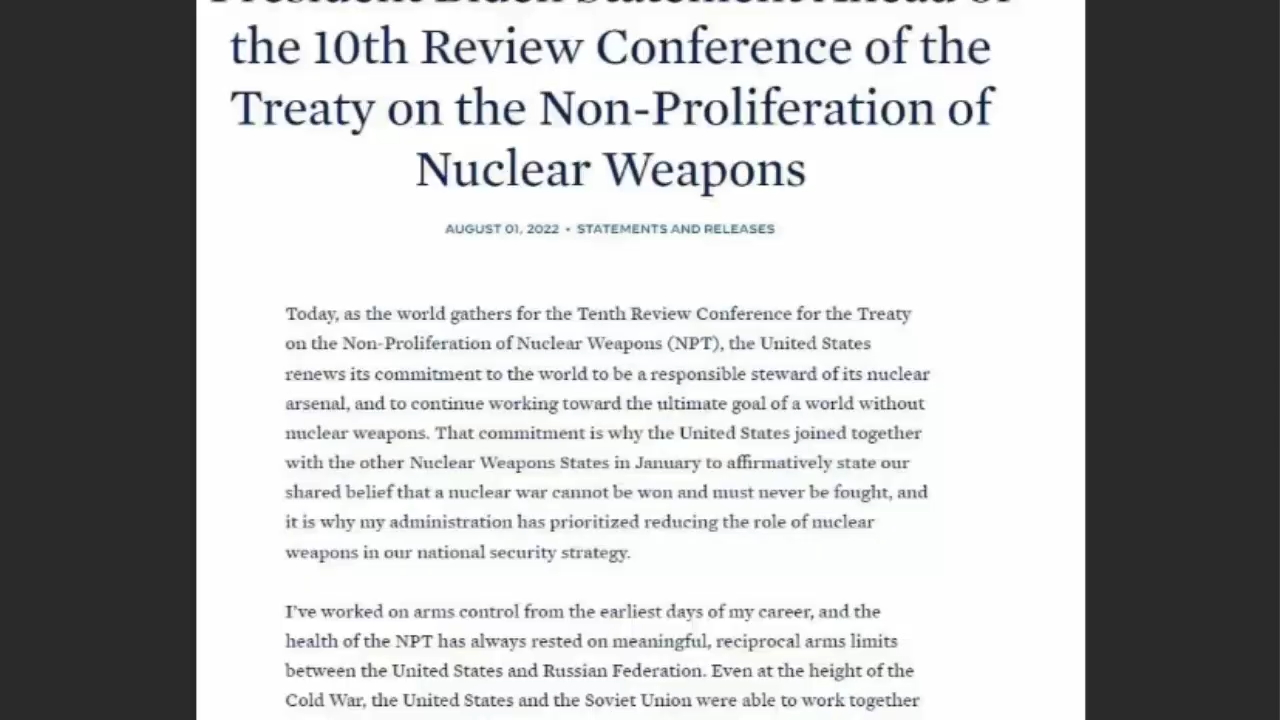 President Biden Statement Ahead of
the 10th Review Conference of the
Treaty on the Non-Proliferation of
Nuclear Weapons
AUGUST 01, 2022 • STATEMENTS AND RELEASES
Today, as the world gathers for the Tenth Review Conference for the Treaty
on the Non-Proliferation of Nuclear Weapons (NPT), the United States
renews its commitment to the world to be a responsible steward of its nuclear
arsenal, and to continue working toward the ultimate goal of a world without
nuclear weapons. That commitment is why the United States joined together
with the other Nuclear Weapons States in January to affirmatively state our
shared belief that a nuclear war cannot be won and must never be fought, and
it is why my administration has prioritized reducing the role of nuclear
weapons in our national security strategy.
I've worked on arms control from the earliest days of my career, and the
health of the NPT has always rested on meaningful, reciprocal arms limits
between the United States and Russian Federation. Even at the height of the
Cold War, the United States and the Soviet Union were able to work together